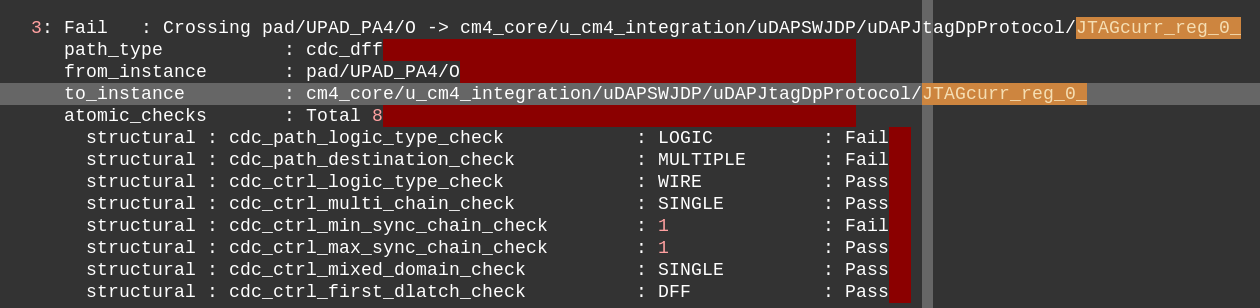 3: Fail   : Crossing pad/UPAD_PA4/O -> cm4_core/u_cm4_integration/uDAPSWJDP/uDAPJtagDpProtocol/JTAGcurr_reg_0_
path_type           : cdc_dff
from_instance       : pad/UPAD_PA4/O
to_instance         : cm4_core/u_cm4_integration/uDAPSWJDP/uDAPJtagDpProtocol/JTAGcurr_reg_0_
atomic_checks       : Total 8
structural : cdc_path_logic_type_check            : LOGIC          : Fail
structural : cdc_path_destination_check           : MULTIPLE       : Fail
structural : cdc_ctrl_logic_type_check            : WIRE           : Pass
structural : cdc_ctrl_multi_chain_check           : SINGLE         : Pass
structural : cdc_ctrl_min_sync_chain_check        : 1              : Fail
structural : cdc_ctrl_max_sync_chain_check        : 1              : Pass
structural : cdc_ctrl_mixed_domain_check          : SINGLE         : Pass
structural : cdc_ctrl_first_dlatch_check          : DFF            : Pass